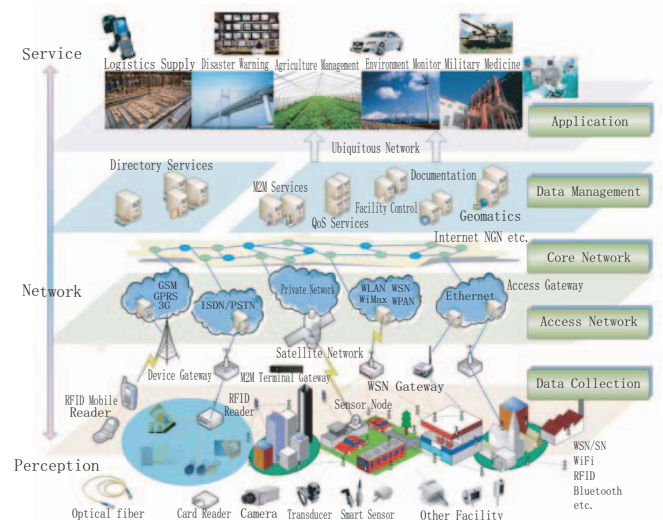 Service
Logistics Supply
Disaster Warning
Agriculture Management
Environment Monitor
Military Medicine
Application
Ubiquitous Network
Directory Services
M2M Services
QoS Services
Facility Control
Documentation
Geomatics
Data Management
Internet NGN etc.
Core Network
Network
GSM
GPRS
3G
ISDN/PSTN
Private Network
WLAN WSN
WiMax WPAN
Ethernet
Access Gateway
Access Network
Satellite Network
Device Gateway
M2M Terminal Gateway
WSN Gateway
Data Collection
RFID Mobile
Reader
RFID
Reader
Sensor Node
Perception
WSN/SN
WiFi
RFID
Bluetooth
etc.
Optical fiber
Card Reader
Camera
Transducer
Smart Sensor
Other Facility